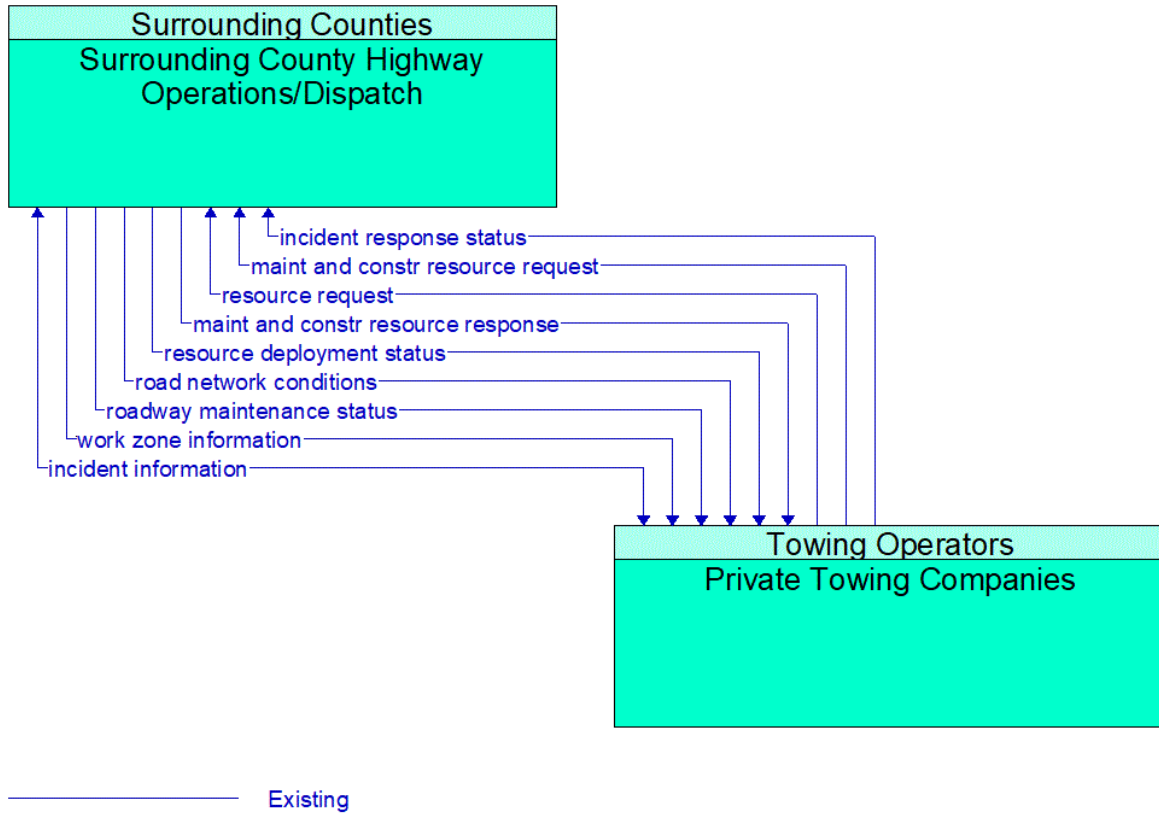 Surrounding Counties
Surrounding County Highway
Operations/Dispatch
incident response status
maint and constr resource request
resource request
maint and constr resource response
resource deployment status
road network conditions
roadway maintenance status
work zone information
incident information
Towing Operators
Private Towing Companies
Existing